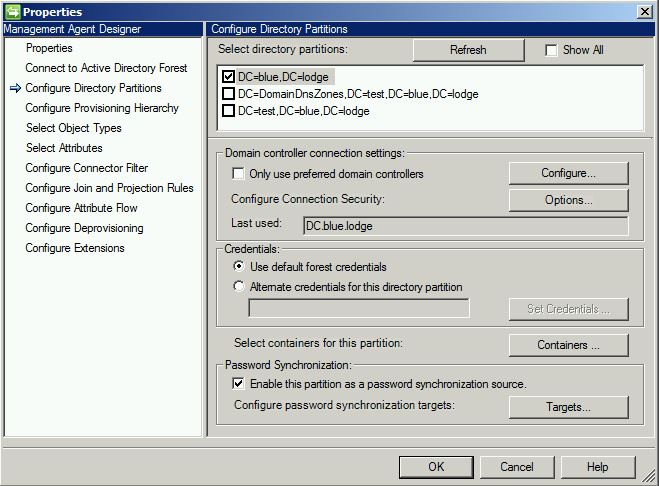 Properties
Management Agent Designer
Properties
Connect to Active Directory Forest
Configure Directory Partitions
Configure Provisioning Hierarchy
Select Object Types
Select Attributes
Configure Connector Filter
Configure Join and Projection Rules
Configure Attribute Flow
Configure Deprovisioning
Configure Extensions
Configure Directory Partitions
Select directory partitions:
Refresh
Show All
DC=blue,DC=lodge
DC=DomainDnsZones,DC=test,DC=blue,DC=lodge
DC=test,DC=blue,DC=lodge
Domain controller connection settings:
Only use preferred domain controllers
Configure...
Configure Connection Security:
Options...
Last used:
DC.blue.lodge
Credentials:
Use default forest credentials
Alternate credentials for this directory partition
Set Credentials ...
Select containers for this partition:
Containers ...
Password Synchronization:
Enable this partition as a password synchronization source.
Configure password synchronization targets:
Targets...
OK
Cancel
Help